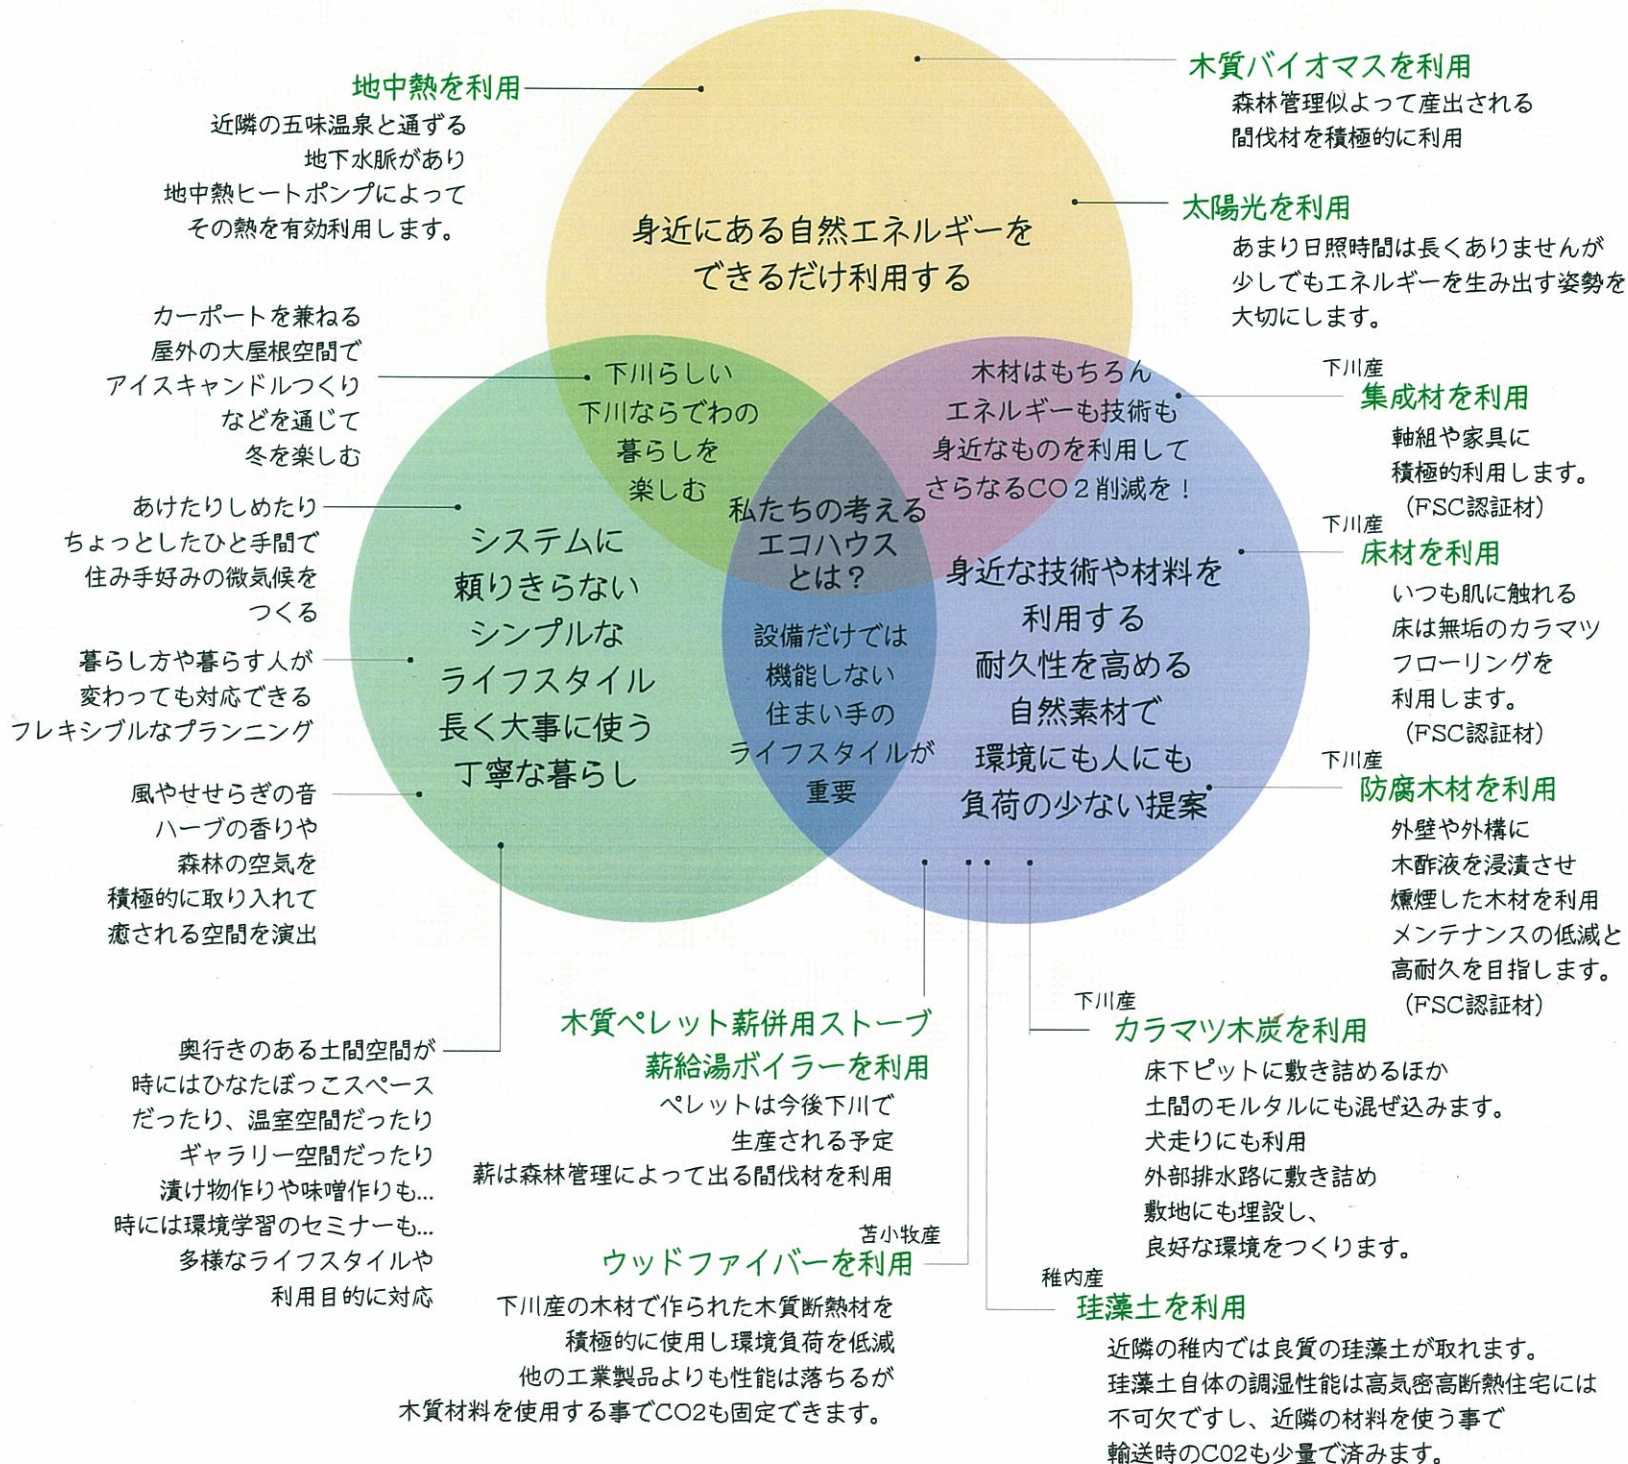 地中熱を利用
近隣の五味温泉と通ずる
地下水脈があり
地中熱ヒートポンプによって
その熱を有効利用します。
木質バイオマスを利用
森林管理似よって産出される
間伐材を積極的に利用
太陽光を利用
あまり日照時間は長くありませんが
少しでもエネルギーを生み出す姿勢を
大切にします。
身近にある自然エネルギーを
できるだけ利用する
カーポートを兼ねる
屋外の大屋根空間で
アイスキャンドルつくり
などを通じて
冬を楽しむ
下川らしい
下川ならでわの
暮らしを
楽しむ
木材はもちろん
エネルギーも技術も
身近なものを利用して
さらなるCO2削減を！
私たちの考える
エコハウス
とは？
あけたりしめたり
ちょっとしたひと手間で
住み手好みの微気候を
つくる
暮らし方や暮らす人が
変わっても対応できる
フレキシブルなプランニング
風やせせらぎの音
ハーブの香りや
森林の空気を
積極的に取り入れて
癒される空間を演出
システムに
頼りきらない
シンプルな
ライフスタイル
長く大事に使う
丁寧な暮らし
設備だけでは
機能しない
住まい手の
ライフスタイルが
重要
身近な技術や材料を
利用する
耐久性を高める
自然素材で
環境にも人にも
負荷の少ない提案
下川産
集成材を利用
軸組や家具に
積極的利用します。
（FSC認証材）
下川産
床材を利用
いつも肌に触れる
床は無垢のカラマツ
フローリングを
利用します。
（FSC認証材）
下川産
防腐木材を利用
外壁や外構に
木酢液を浸漬させ
燻煙した木材を利用
メンテナンスの低減と
高耐久を目指します。
（FSC認証材）
奥行きのある土間空間が
時にはひなたぼっこスペース
だったり、温室空間だったり
ギャラリー空間だったり
漬け物作りや味噌作りも...
時には環境学習のセミナーも...
多様なライフスタイルや
利用目的に対応
木質ペレット薪併用ストーブ
薪給湯ボイラーを利用
ペレットは今後下川で
生産される予定
薪は森林管理によって出る間伐材を利用
苫小牧産
ウッドファイバーを利用
下川産の木材で作られた木質断熱材を
積極的に使用し環境負荷を低減
他の工業製品よりも性能は落ちるが
木質材料を使用する事でCO2も固定できます。
下川産
カラマツ木炭を利用
床下ピットに敷き詰めるほか
土間のモルタルにも混ぜ込みます。
犬走りにも利用
外部排水路に敷き詰め
敷地にも埋設し、
良好な環境をつくります。
稚内産
珪藻土を利用
近隣の稚内では良質の珪藻土が取れます。
珪藻土自体の調湿性能は高気密高断熱住宅には
不可欠ですし、近隣の材料を使う事で
輸送時のCO2も少量で済みます。